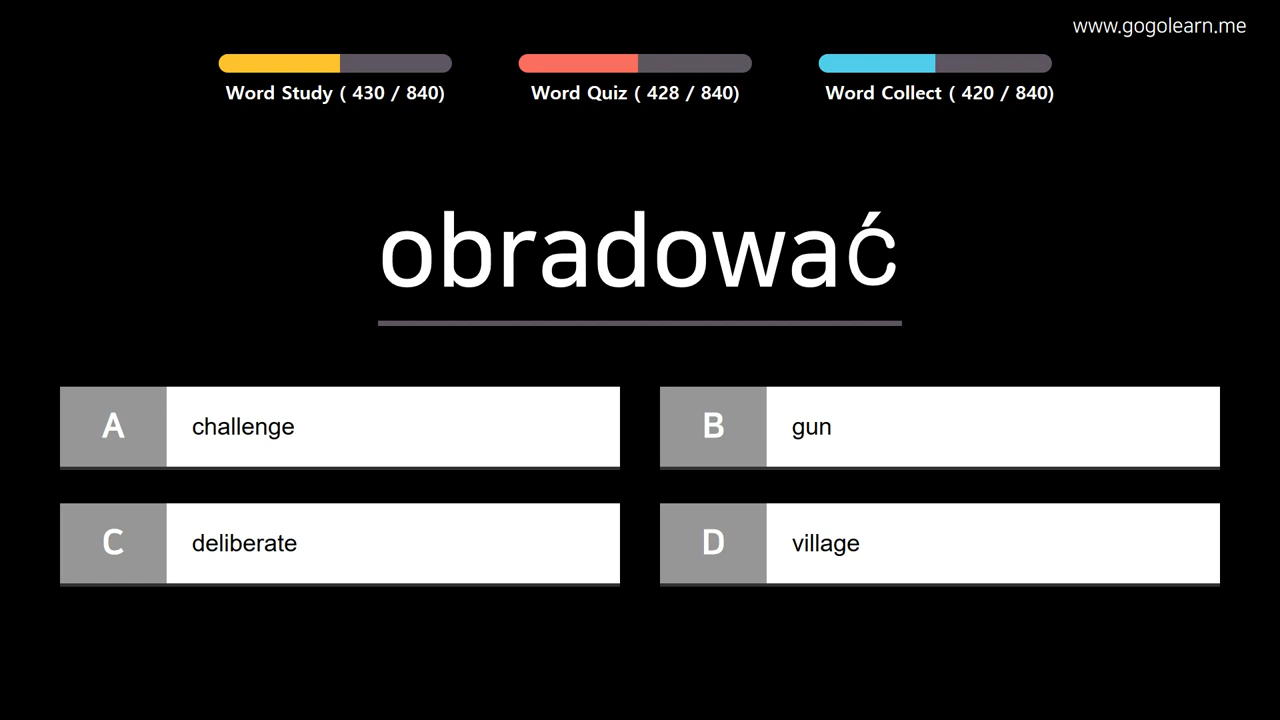 www.gogolearn.me
Word Study ( 430 / 840)
Word Quiz ( 428 / 840)
Word Collect ( 420 / 840)
obradować
A challenge
B gun
C deliberate
D village